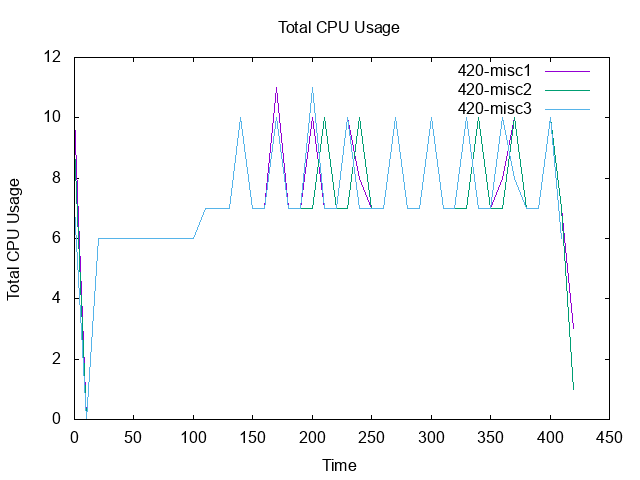 Total CPU Usage
12
10
8
6
4
2
0
Total CPU Usage
420-misc1
420-misc2
420-misc3
0 50 100 150 200 250 300 350 400 450
Time